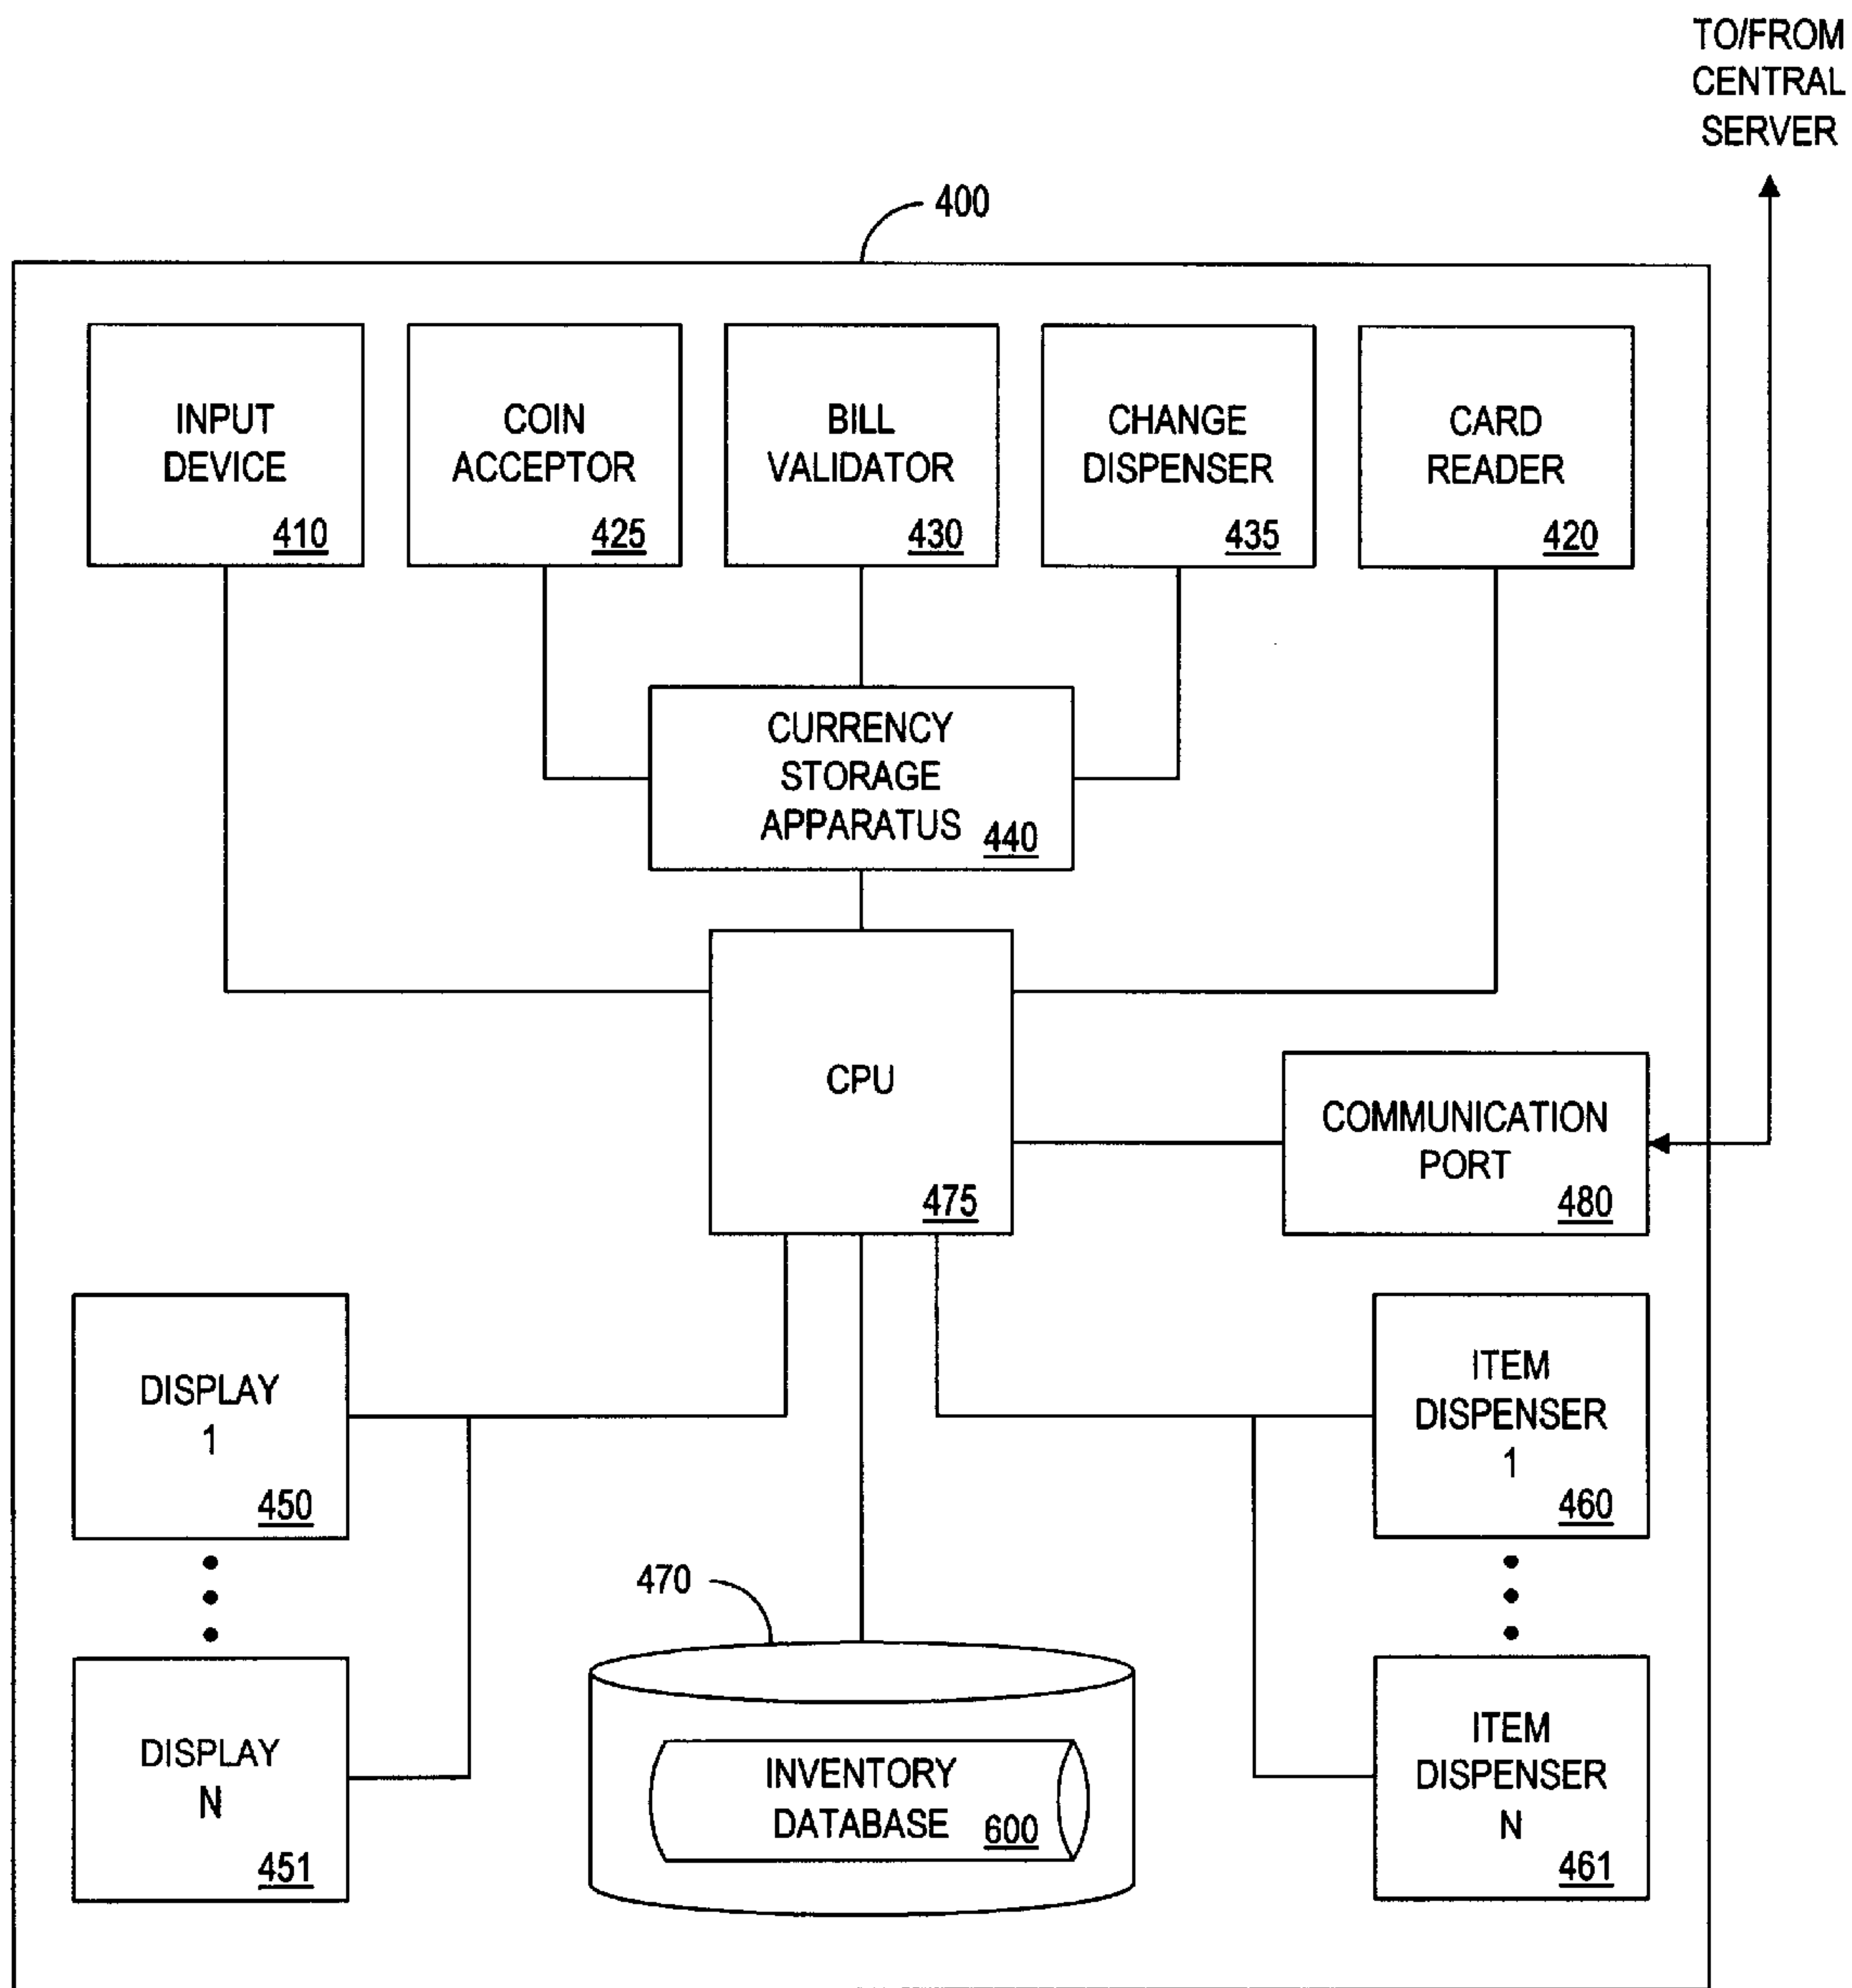 TO/FROM
CENTRAL
SERVER
400
INPUT
DEVICE
410
COIN
ACCEPTOR
425
BILL
VALIDATOR
430
CHANGE
DISPENSER
435
CARD
READER
420
CURRENCY
STORAGE
APPARATUS
440
CPU
475
COMMUNICATION
PORT
480
DISPLAY
1
450
ITEM
DISPENSER
1
460
470
DISPLAY
N
451
INVENTORY
DATABASE
600
ITEM
DISPENSER
N
461